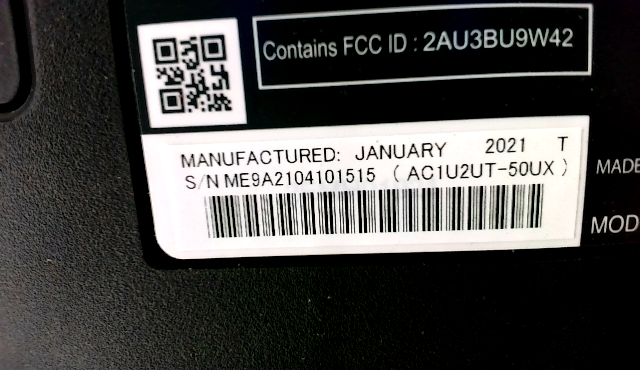 Contains FCC ID : 2AU3BU9W42
MANUFACTURED: JANUARY 2021 T
S/N ME9A2104101515 ( AC1U2UT-50UX )
MADE
MOD